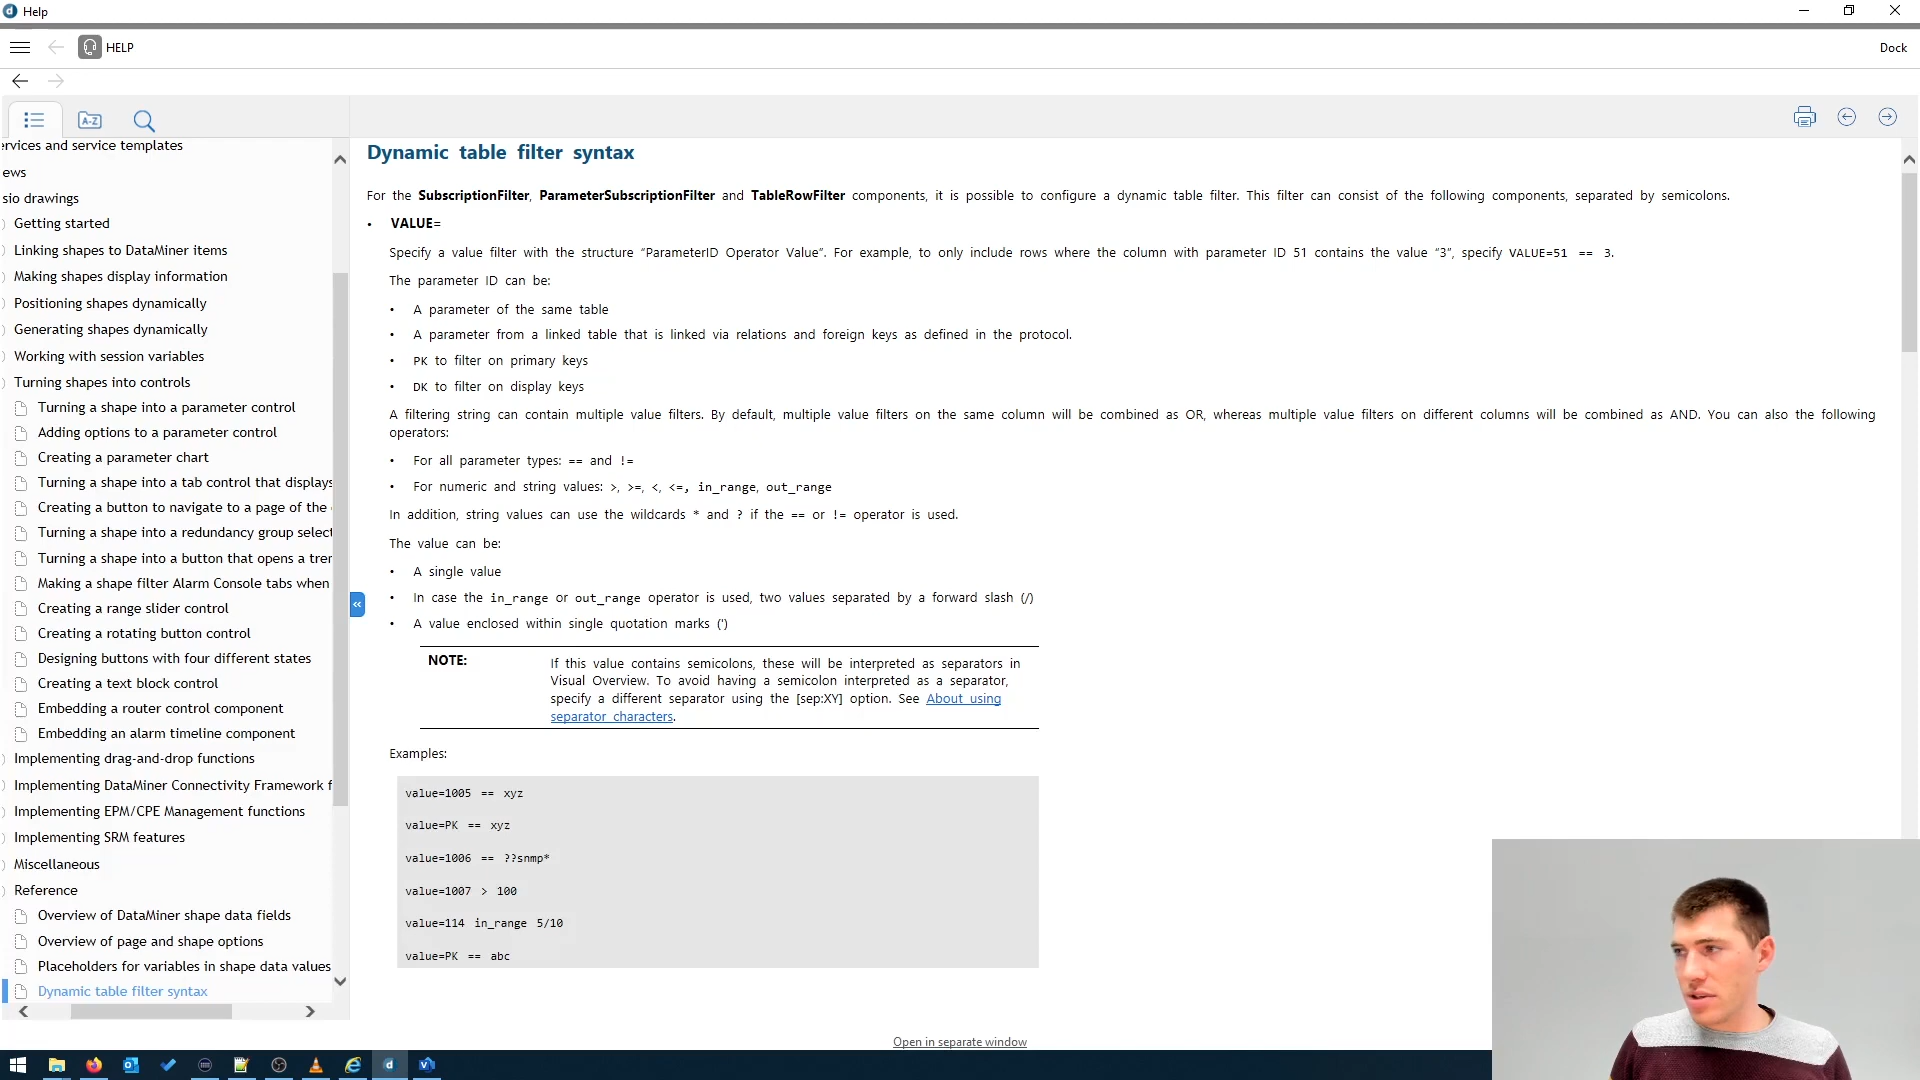 Help
HELP
Dock
A-Z
ervices and service templates
ews
sio drawings
Getting started
Linking shapes to DataMiner items
Making shapes display information
Positioning shapes dynamically
Generating shapes dynamically
Working with session variables
Turning shapes into controls
Turning a shape into a parameter control
Adding options to a parameter control
Creating a parameter chart
Turning a shape into a tab control that displays
Creating a button to navigate to a page of the
Turning a shape into a redundancy group select
Turning a shape into a button that opens a tren
Making a shape filter Alarm Console tabs when
Creating a range slider control
Creating a rotating button control
Designing buttons with four different states
Creating a text block control
Embedding a router control component
Embedding an alarm timeline component
Implementing drag-and-drop functions
Implementing DataMiner Connectivity Framework f
Implementing EPM/CPE Management functions
Implementing SRM features
Miscellaneous
Reference
Overview of DataMiner shape data fields
Overview of page and shape options
Placeholders for variables in shape data values
Dynamic table filter syntax
Dynamic table filter syntax
For the SubscriptionFilter, ParameterSubscriptionFilter and TableRowFilter components, it is possible to configure a dynamic table filter. This filter can consist of the following components, separated by semicolons.
• VALUE=
Specify a value filter with the structure “ParameterID Operator Value”. For example, to only include rows where the column with parameter ID 51 contains the value “3”, specify VALUE=51 == 3.
The parameter ID can be:
• A parameter of the same table
• A parameter from a linked table that is linked via relations and foreign keys as defined in the protocol.
• PK to filter on primary keys
• DK to filter on display keys
A filtering string can contain multiple value filters. By default, multiple value filters on the same column will be combined as OR, whereas multiple value filters on different columns will be combined as AND. You can also the following
operators:
• For all parameter types: == and !=
• For numeric and string values: >, >=, <, <=, in_range, out_range
In addition, string values can use the wildcards * and ? if the == or != operator is used.
The value can be:
• A single value
• In case the in_range or out_range operator is used, two values separated by a forward slash (/)
• A value enclosed within single quotation marks (')
NOTE: If this value contains semicolons, these will be interpreted as separators in
Visual Overview. To avoid having a semicolon interpreted as a separator,
specify a different separator using the [sep:XY] option. See About using
separator characters.
Examples:
value=1005 == xyz
value=PK == xyz
value=1006 == ??snmp*
value=1007 > 100
value=114 in_range 5/10
value=PK == abc
Open in separate window